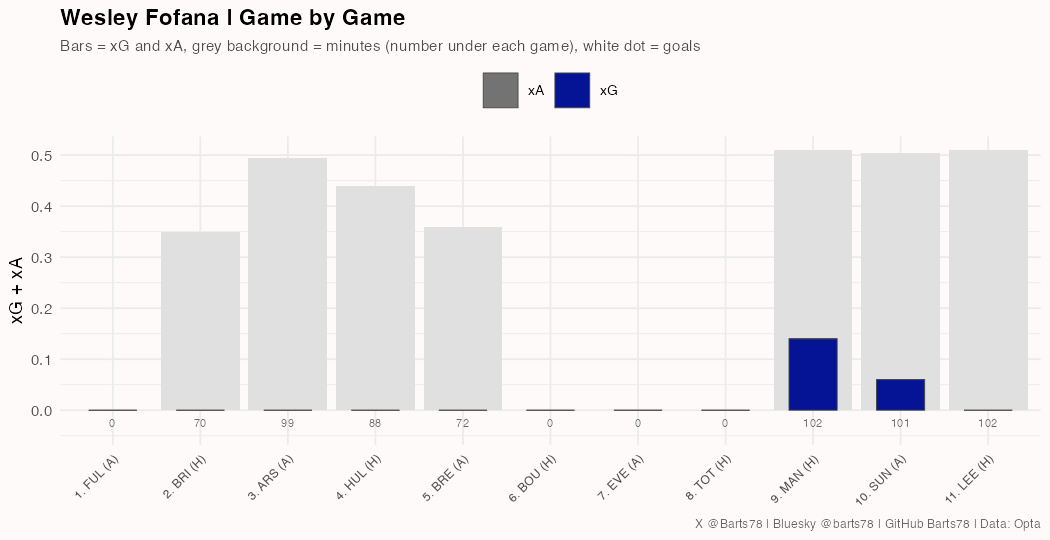 Wesley Fofana | Game by Game
Bars = xG and xA, grey background = minutes (number under each game), white dot = goals
xA xG
xG + xA
0.5
0.4
0.3
0.2
0.1
0.0
0 70 99 88 72 0 0 0 102 101 102
1. FUL (A)
2. BRI (H)
3. ARS (A)
4. HUL (H)
5. BRE (A)
6. BOU (H)
7. EVE (A)
8. TOT (H)
9. MAN (H)
10. SUN (A)
11. LEE (H)
X @Barts78 | Bluesky @barts78 | GitHub Barts78 | Data: Opta